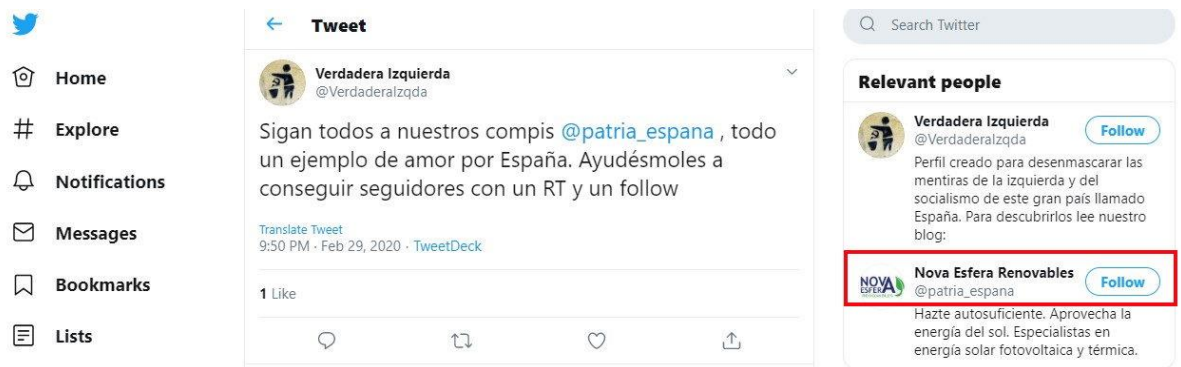 Home
Explore
Notifications
Messages
Bookmarks
Lists
Tweet
Verdadera Izquierda
@VerdaderaIzqda
Sigan todos a nuestros compis @patria_espana , todo
un ejemplo de amor por España. Ayudésmoles a
conseguir seguidores con un RT y un follow
Translate Tweet
9:50 PM · Feb 29, 2020 · TweetDeck
1 Like
Search Twitter
Relevant people
Verdadera Izquierda
@VerdaderaIzqda
Follow
Perfil creado para desenmascarar las
mentiras de la izquierda y del
socialismo de este gran país llamado
España. Para descubrirlos lee nuestro
blog:
NOVA
ESFERA
Nova Esfera Renovables
@patria_espana
Follow
Hazte autosuficiente. Aprovecha la
energía del sol. Especialistas en
energía solar fotovoltaica y térmica.